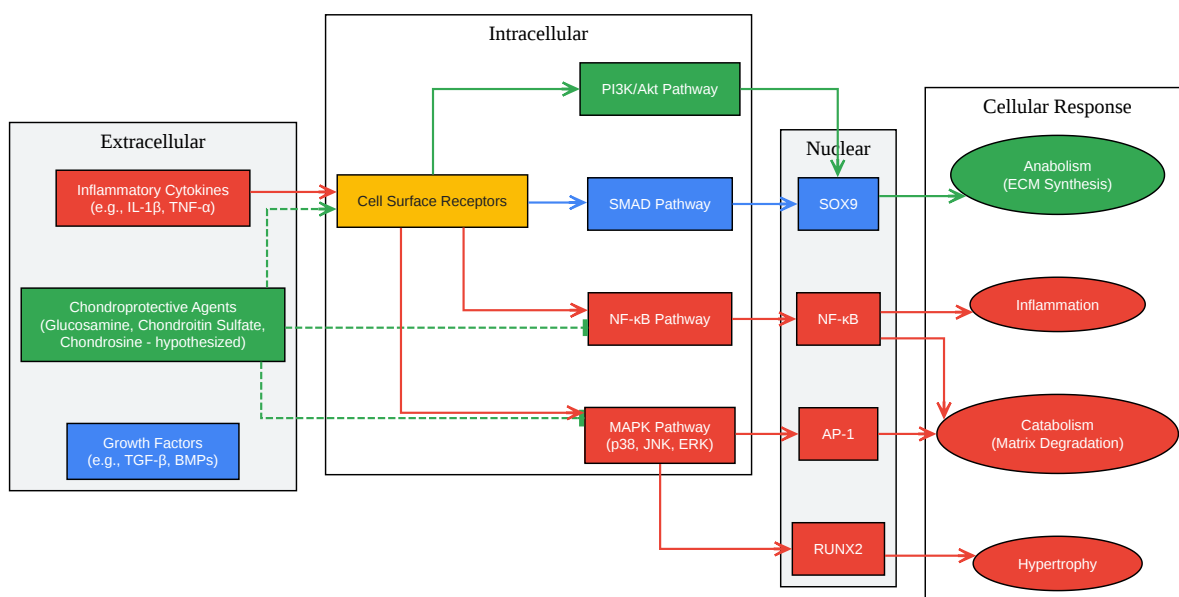 Extracellular
Inflammatory Cytokines
(e.g., IL-1β, TNF-α)
Chondroprotective Agents
(Glucosamine, Chondroitin Sulfate,
Chondrosine - hypothesized)
Growth Factors
(e.g., TGF-β, BMPs)
Intracellular
Cell Surface Receptors
PI3K/Akt Pathway
SMAD Pathway
NF-κB Pathway
MAPK Pathway
(p38, JNK, ERK)
Nuclear
SOX9
NF-κB
AP-1
RUNX2
Cellular Response
Anabolism
(ECM Synthesis)
Inflammation
Catabolism
(Matrix Degradation)
Hypertrophy